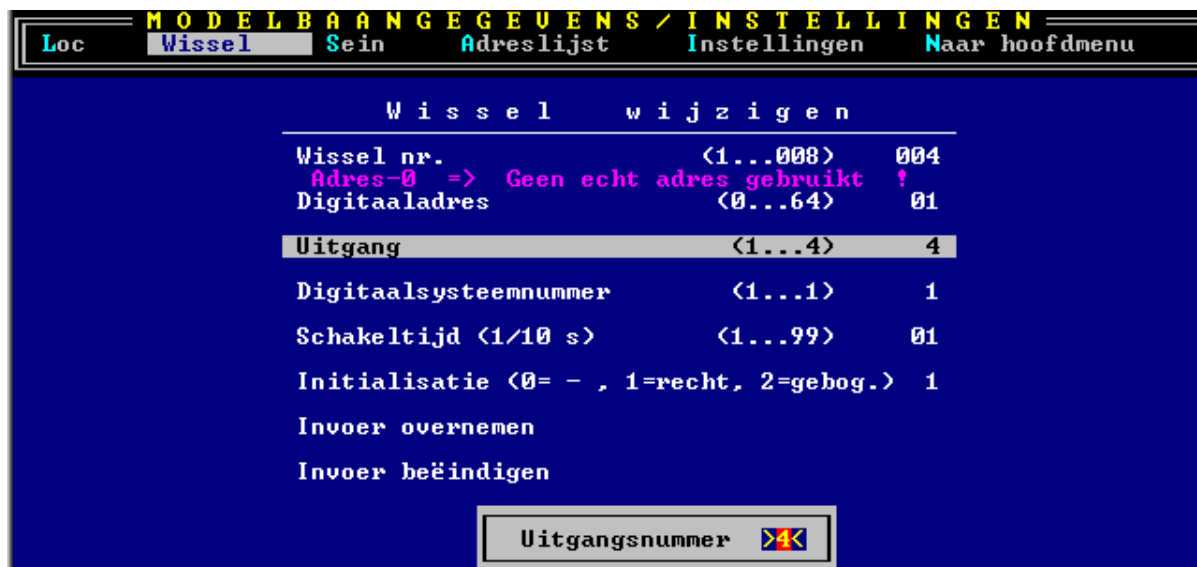 MODELBAANGEGEVENS/INSTELLINGEN
Loc Wissel Sein Adreslijst Instellingen Naar hoofdmenu
Wissel wijzigen
Wissel nr. (1...008) 004
Adres-0 => Geen echt adres gebruikt !
Digitaaladres (0...64) 01
Uitgang (1...4) 4
Digitaalsysteemnummer (1...1) 1
Schakeltijd (1/10 s) (1...99) 01
Initialisatie (0= - , 1=recht, 2=gebog.) 1
Invoer overnemen
Invoer beëindigen
Uitgangsnummer >4<